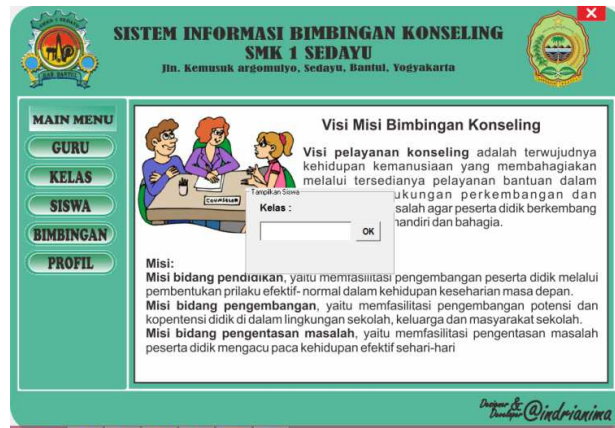 SISTEM INFORMASI BIMBINGAN KONSELING
SMK 1 SEDAYU
Jln. Kemusuk argomulyo, Sedayu, Bantul, Yogyakarta
X
MAIN MENU
GURU
KELAS
SISWA
BIMBINGAN
PROFIL
COUNSELOR
Visi Misi Bimbingan Konseling
Visi pelayanan konseling adalah terwujudnya
kehidupan kemanusiaan yang membahagiakan
melalui tersedianya pelayanan bantuan dalam
ukungan perkembangan dan
salah agar peserta didik berkembang
mandiri dan bahagia.
Tampilkan Siswa
Kelas :
OK
Misi:
Misi bidang pendidikan, yaitu memfasilitasi pengembangan peserta didik melalui
pembentukan prilaku efektif- normal dalam kehidupan keseharian masa depan.
Misi bidang pengembangan, yaitu memfasilitasi pengembangan potensi dan
kopentensi didik di dalam lingkungan sekolah, keluarga dan masyarakat sekolah.
Misi bidang pengentasan masalah, yaitu memfasilitasi pengentasan masalah
peserta didik mengacu paca kehidupan efektif sehari-hari
Designer &
Developer @indrianima